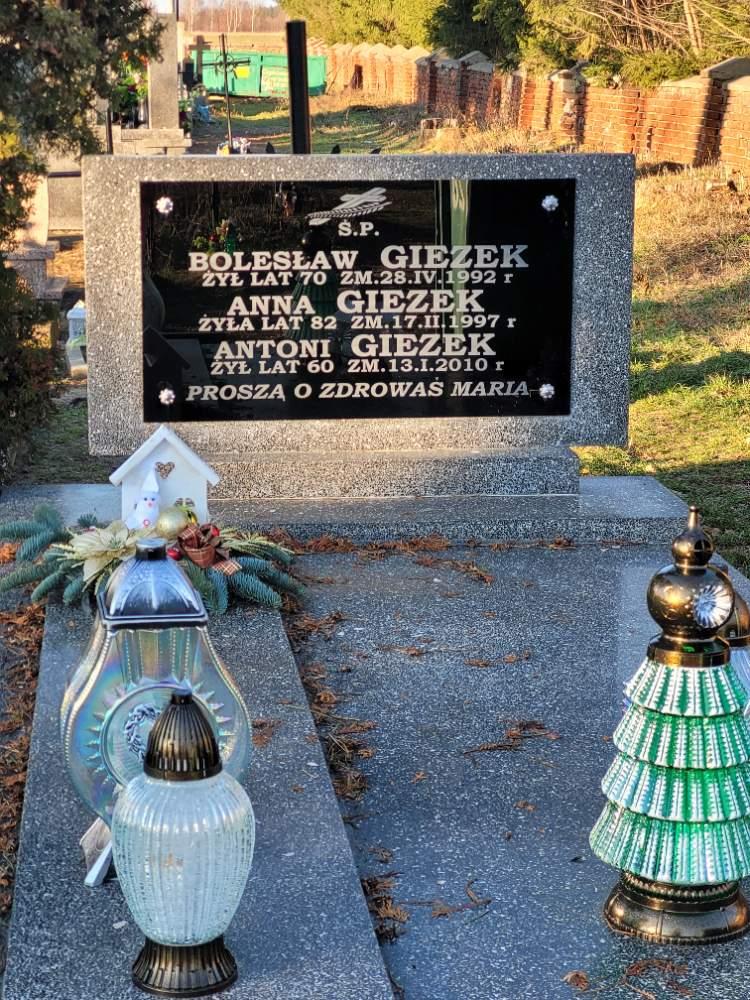 Ś.P.
BOLESŁAW GIEZEK
ŻYŁ LAT 70 ZM.28.IV.1992 r
ANNA GIEZEK
ŻYŁA LAT 82 ZM.17.II.1997 r
ANTONI GIEZEK
ŻYŁ LAT 60 ZM.13.I.2010 r
PROSZĄ O ZDROWAŚ MARIA